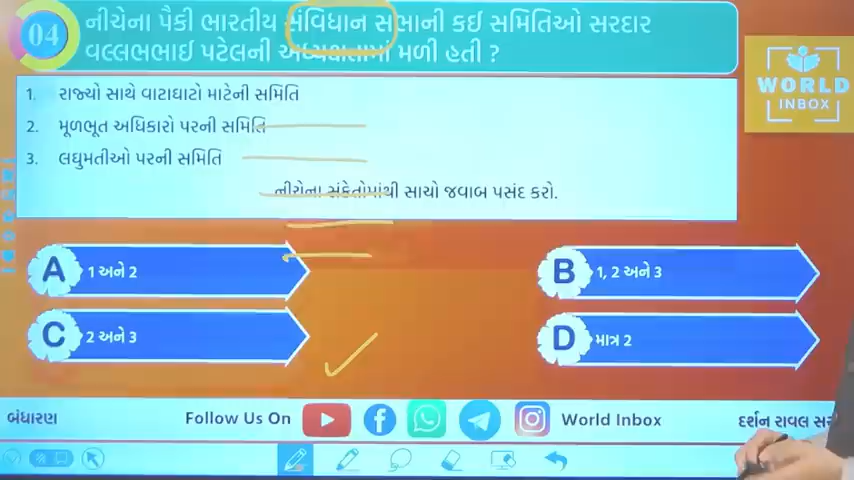 04
નીચેના પૈકી ભારતીય સંવિધાન સભાની કઇ સમિતિઓ સરદાર
વલ્લભભાઇ પટેલની અધ્યક્ષતામાં મળી હતી ?
WORLD
INBOX
1. રાજ્યો સાથે વાટાઘાટો માટેની સમિતિ
2. મૂળભૂત અધિકારો પરની સમિતિ
3. લઘુમતીઓ પરની સમિતિ
નીચેના સંકેતોમાંથી સાચો જવાબ પસંદ કરો.
A 1 અને 2
B 1, 2 અને 3
C 2 અને 3
D માત્ર 2
બંધારણ Follow Us On World Inbox દર્શન રાવલ સર